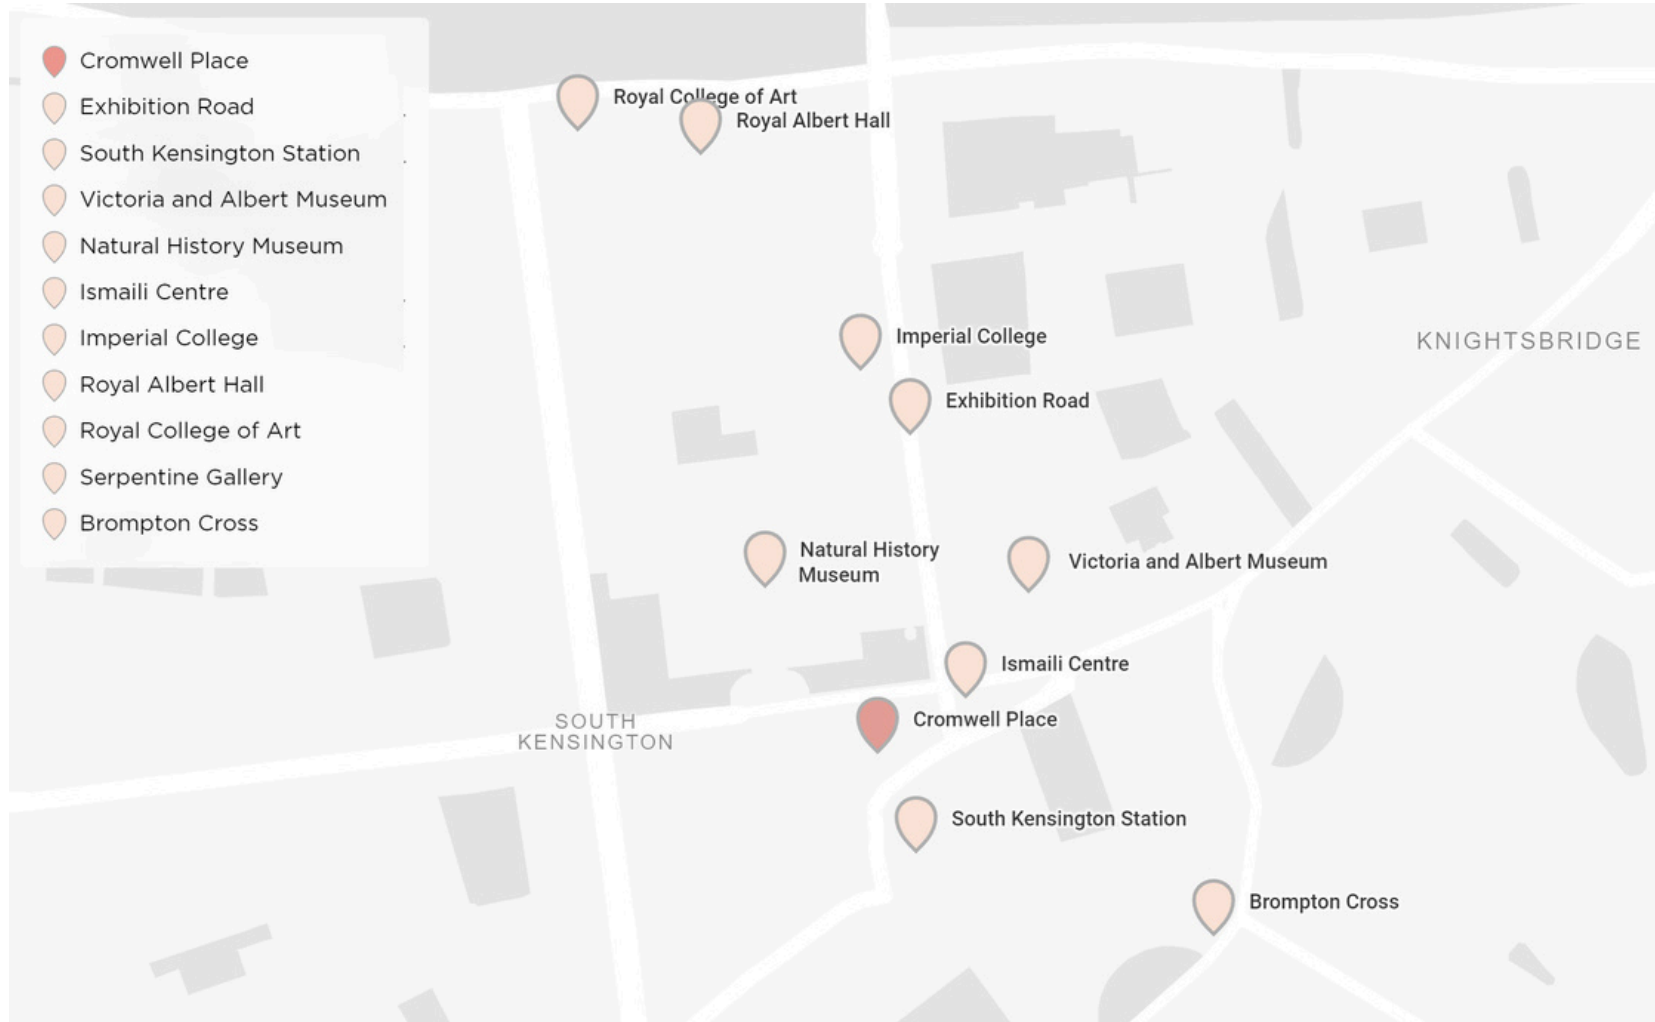 Cromwell Place
Exhibition Road
South Kensington Station
Victoria and Albert Museum
Natural History Museum
Ismaili Centre
Imperial College
Royal Albert Hall
Royal College of Art
Serpentine Gallery
Brompton Cross
Royal College of Art
Royal Albert Hall
Imperial College
KNIGHTSBRIDGE
Exhibition Road
Natural History
Museum
Victoria and Albert Museum
Ismaili Centre
Cromwell Place
SOUTH
KENSINGTON
South Kensington Station
Brompton Cross